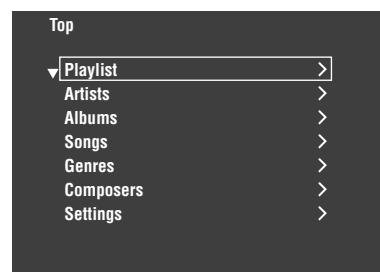 Top
Playlist
Artists
Albums
Songs
Genres
Composers
Settings